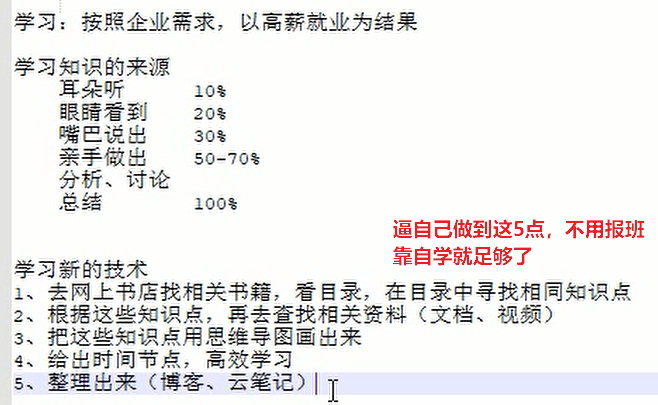 学习：按照企业需求，以高薪就业为结果
学习知识的来源
耳朵听 10%
眼睛看到 20%
嘴巴说出 30%
亲手做出 50-70%
分析、讨论
总结 100%
逼自己做到这5点，不用报班
靠自学就足够了
学习新的技术
1、去网上书店找相关书籍，看目录，在目录中寻找相同知识点
2、根据这些知识点，再去查找相关资料（文档、视频）
3、把这些知识点用思维导图画出来
4、给出时间节点，高效学习
5、整理出来（博客、云笔记）